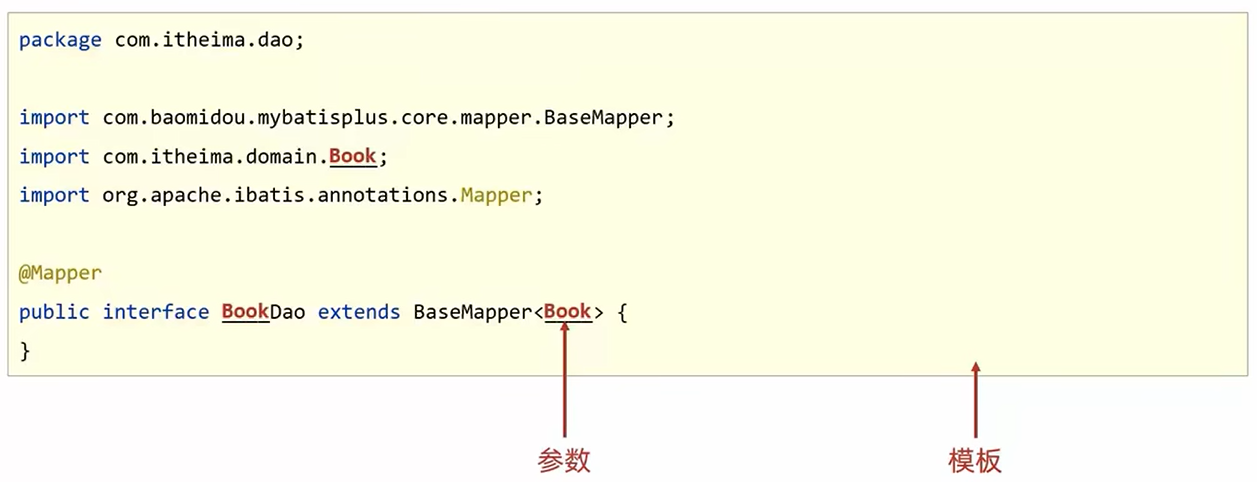 package com.itheima.dao;
import com.baomidou.mybatisplus.core.mapper.BaseMapper;
import com.itheima.domain.Book;
import org.apache.ibatis.annotations.Mapper;
@Mapper
public interface BookDao extends BaseMapper<Book> {
}
参数
模板